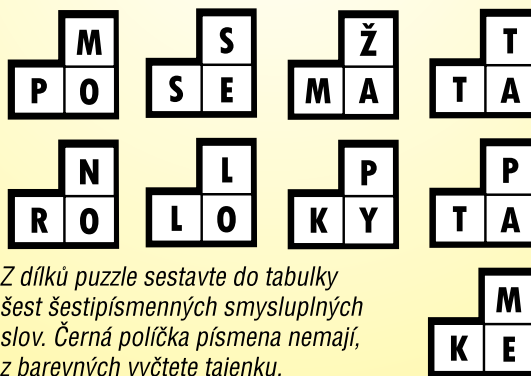 M S Ž T
P O S E M A T A
N L P P
R O L O K Y T A
Z dílků puzzle sestavte do tabulky
šest šestipísmenných smysluplných
slov. Černá políčka písmena nemají,
z barevných vyčtete tajenku.
M
K E